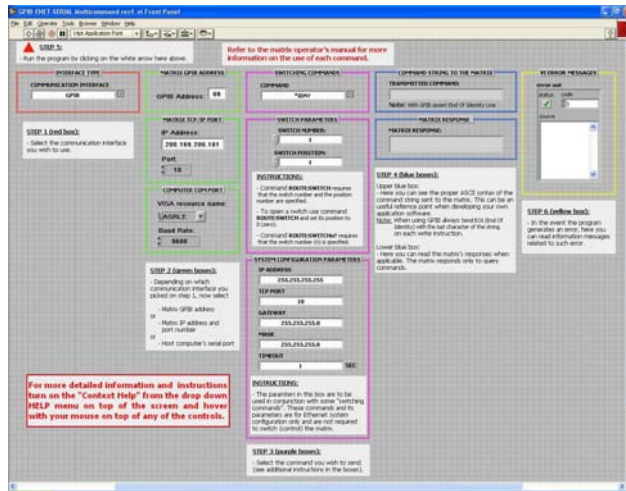 GPIB-ENET-SERIAL Multicommand rev1.vi Front Panel
File Edit Operate Tools Browse Window Help
13pt Application Font
STEP 5:
- Run the program by clicking on the white arrow here above.
Refer to the matrix operator's manual for more
information on the use of each command.
INTERFACE TYPE
COMMUNICATION INTERFACE
GPIB
STEP 1 (red box):
- Select the communication interface
you wish to use.
MATRIX GPIB ADDRESS
GPIB Address: 09
MATRIX TCP/IP PORT:
IP Address:
200.169.200.101
Port:
10
COMPUTER COM PORT:
VISA resource name:
ASRL1
Baud Rate:
9600
STEP 2 (green boxes):
- Depending on which
communication interface you
picked on step 1, now select
- Matrix GPIB address
or
- Matrix IP address and
port number
or
- Host computer's serial port
SWITCHING COMMANDS
COMMAND
*IDN?
SWITCH PARAMETERS
SWITCH NUMBER:
1
SWITCH POSITION:
1
INSTRUCTIONS:
- Command ROUTE:SWITCH requires
that the switch number and the position
number are specified.
- To open a switch use command
ROUTE:SWITCH and set its position to
0 (zero).
- Command ROUTE:SWITCHn? requires
that the switch number (n) is specified.
SYSTEM CONFIGURATION PARAMETERS
IP ADDRESS
255.255.255.255
TCP PORT
10
GATEWAY
255.255.255.0
MASK
255.255.255.0
TIMEOUT
1 SEC
INSTRUCTIONS:
- The paramters in this box are to be
used in conjunction with some "switching
commands". These commands and its
parameters are for Ethernet system
configuration only and are not required
to switch (control) the matrix.
STEP 3 (purple boxes):
- Select the command you wish to send.
(see additional instructions in the boxes).
COMMAND STRING TO THE MATRIX
TRANSMITTED COMMAND:
Note: With GPIB assert End Of Identity Line
MATRIX RESPONSE
MATRIX RESPONSE:
STEP 4 (blue boxes):
Upper blue box:
- Here you can see the proper ASCII syntax of the
command string sent to the matrix. This can be an
useful refernce point when developing your own
application software.
Note: When using GPIB always Send EOI (End Of
Identity) with the last character of the string
on each write instruction.
Lower blue box:
- Here you can read the matrix's responses when
applicable. The matrix responds only to query
commands.
VI ERROR MESSAGES
error out
status code
0
source
STEP 6 (yellow box):
- In the event the program
generates an error, here you
can read information messages
related to such error.
For more detailed information and instructions
turn on the "Context Help" from the drop down
HELP menu on top of the screen and hover
with your mouse on top of any of the controls.